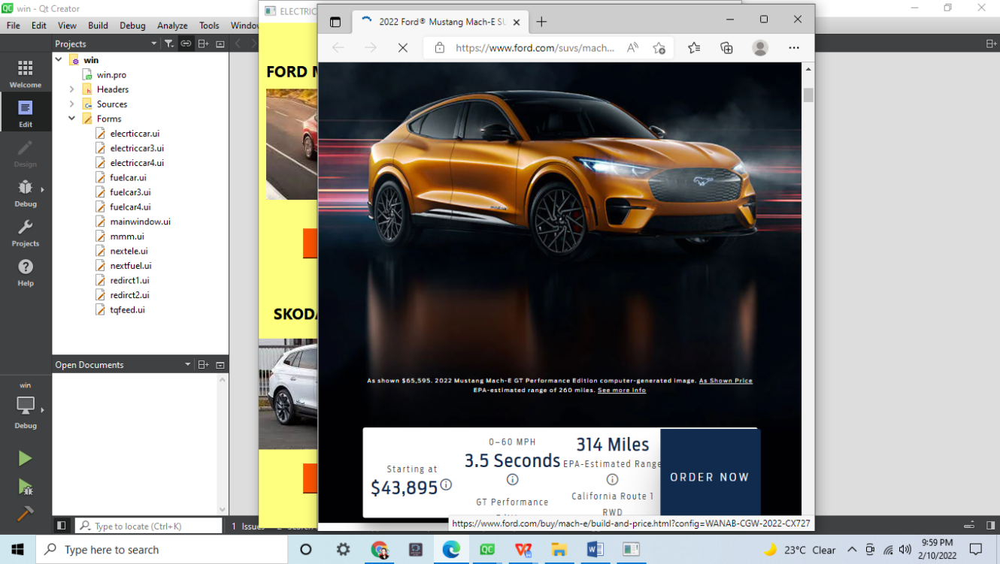 win - Qt Creator
File Edit View Build Debug Analyze Tools Window
Projects
win
win.pro
Headers
Sources
Forms
elecrticcar.ui
electriccar3.ui
electriccar4.ui
fuelcar.ui
fuelcar3.ui
fuelcar4.ui
mainwindow.ui
mmm.ui
nextele.ui
nextfuel.ui
redirct1.ui
redirct2.ui
tqfeed.ui
Welcome
Edit
Design
Debug
Projects
Help
Open Documents
win
Debug
Type to locate (Ctrl+K)
1 Issues
ELECTRIC
FORD M
SKODA
2022 Ford® Mustang Mach-E SU
https://www.ford.com/suvs/mach...
As shown $65,595. 2022 Mustang Mach-E GT Performance Edition computer-generated image. As Shown Price
EPA-estimated range of 260 miles. See more info
Starting at
$43,895
0–60 MPH
3.5 Seconds
GT Performance
314 Miles
EPA-Estimated Range
California Route 1
RWD
ORDER NOW
https://www.ford.com/buy/mach-e/build-and-price.html?config=WANAB-CGW-2022-CX727
Type here to search
23°C Clear
9:59 PM
2/10/2022